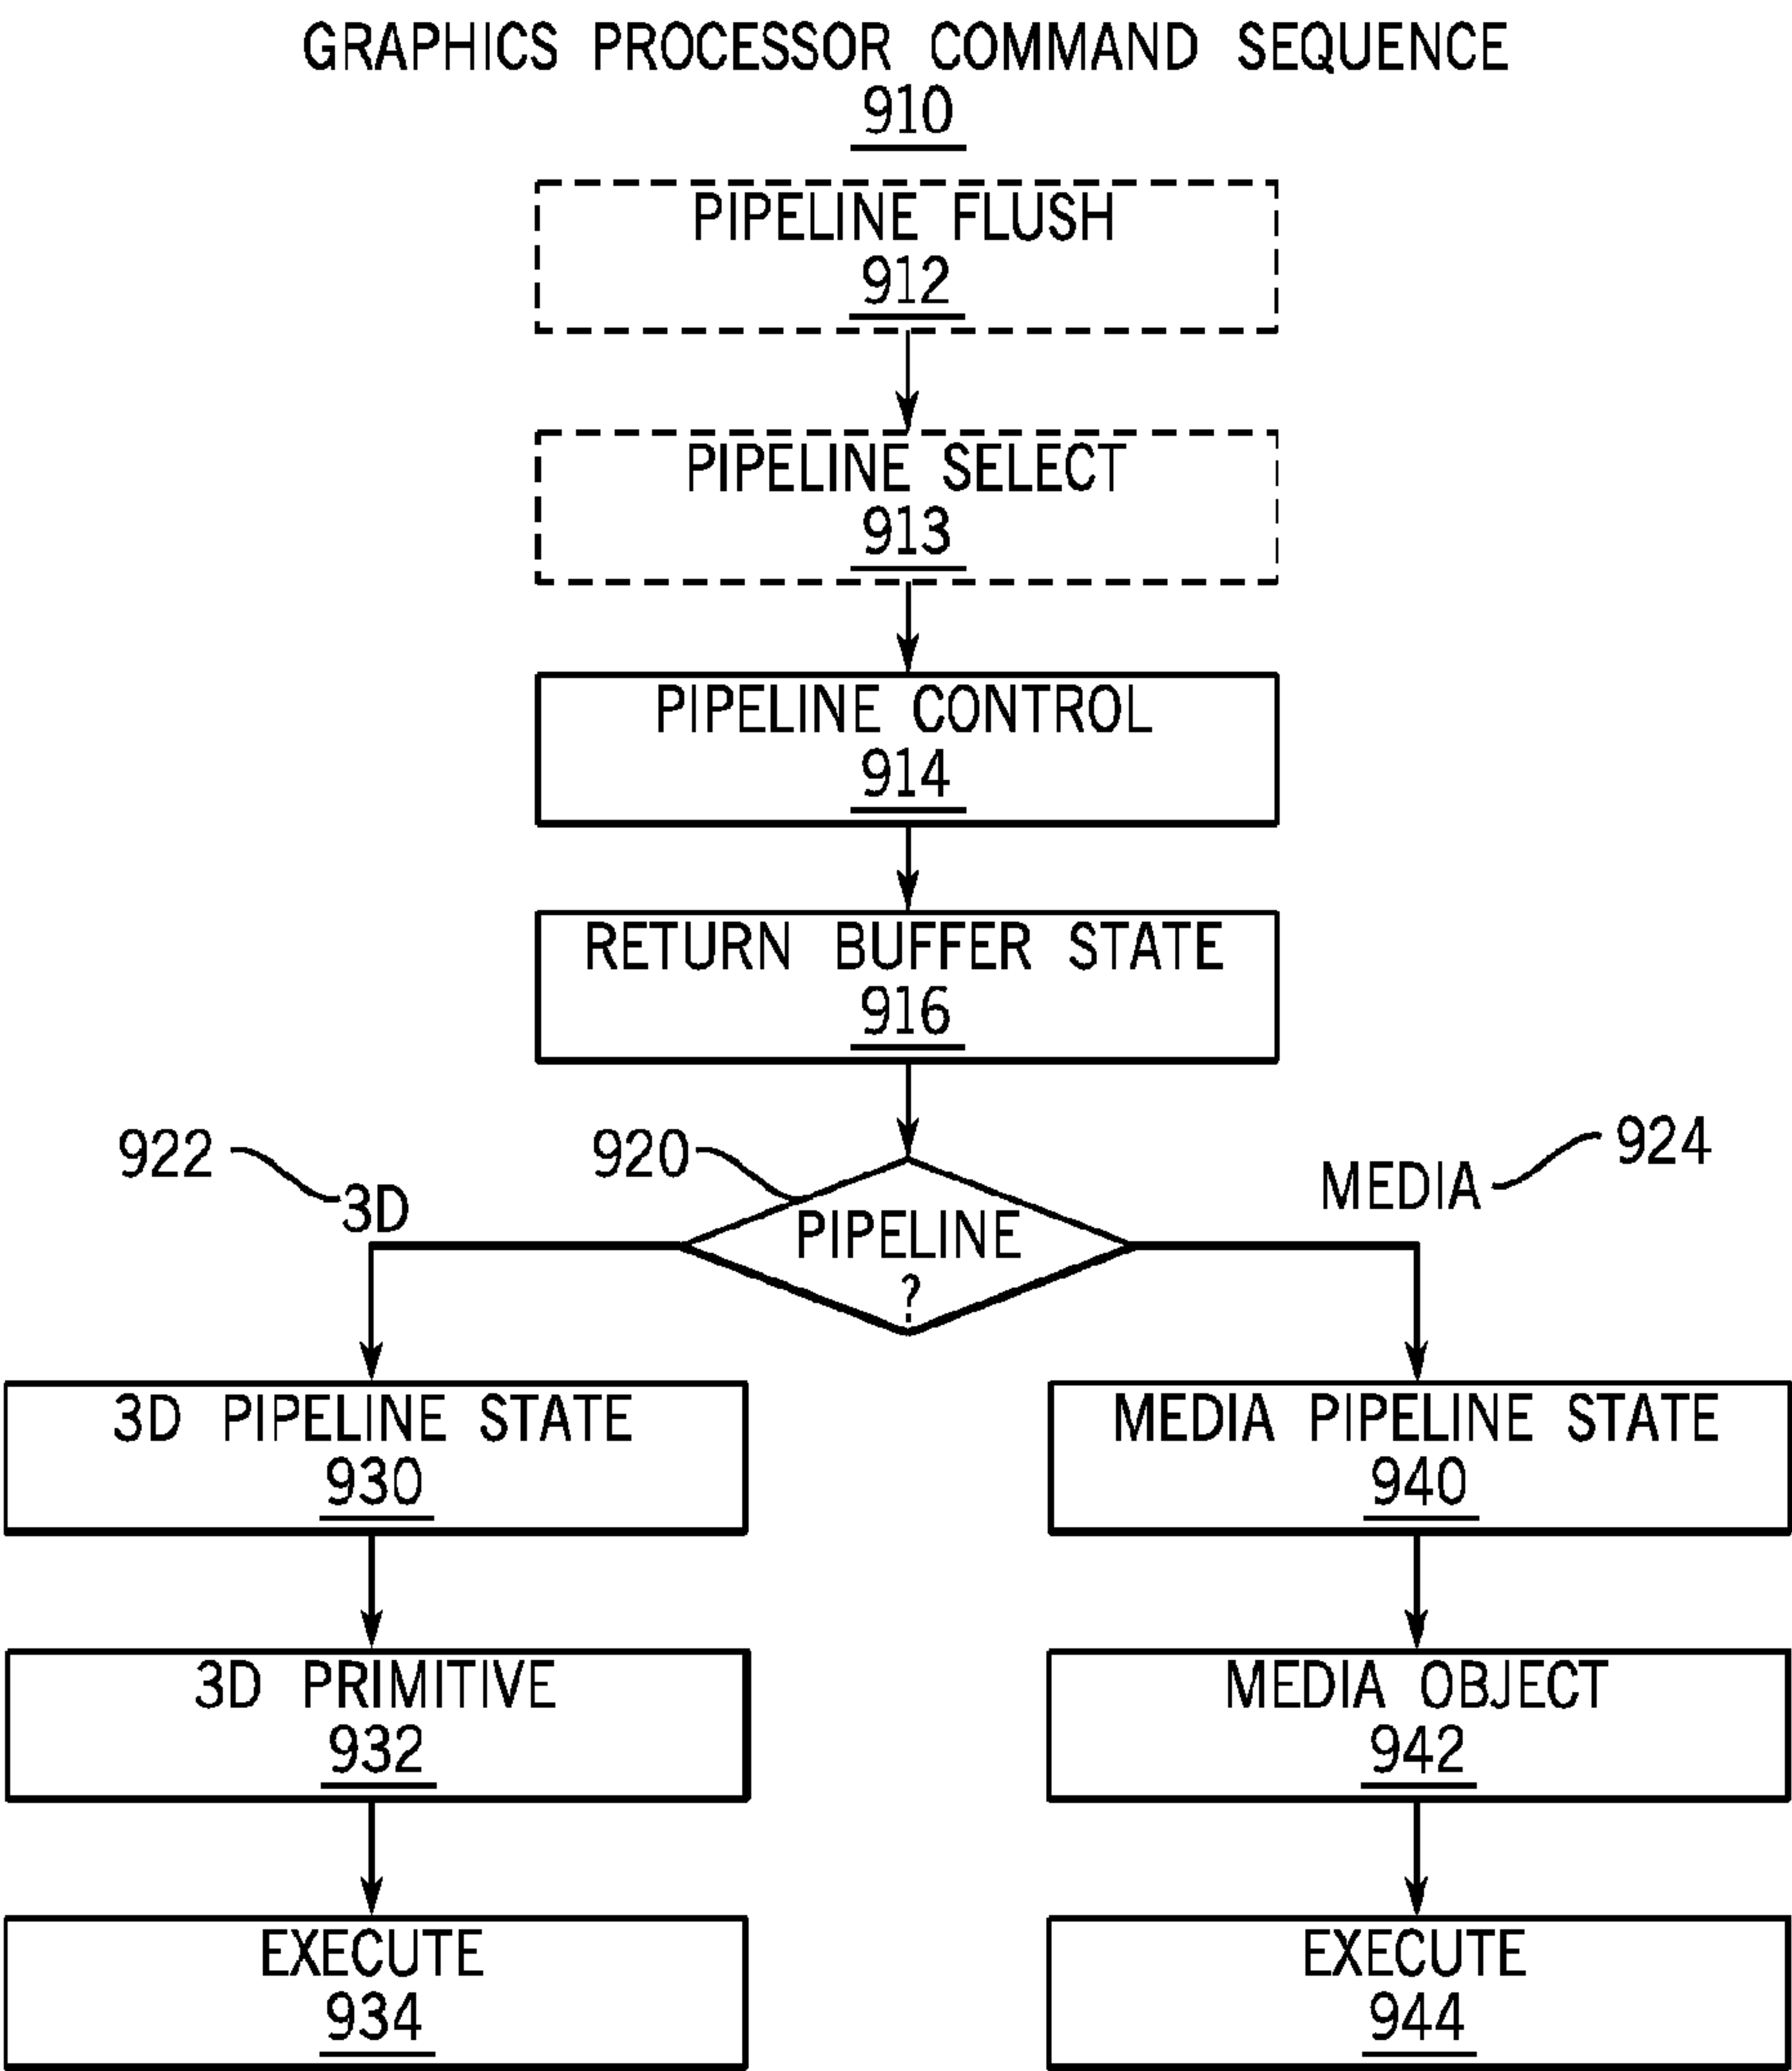 GRAPHICS PROCESSOR COMMAND SEQUENCE
910
PIPELINE FLUSH
912
PIPELINE SELECT
913
PIPELINE CONTROL
914
RETURN BUFFER STATE
916
922
3D
920
PIPELINE
?
MEDIA
924
3D PIPELINE STATE
930
3D PRIMITIVE
932
EXECUTE
934
MEDIA PIPELINE STATE
940
MEDIA OBJECT
942
EXECUTE
944